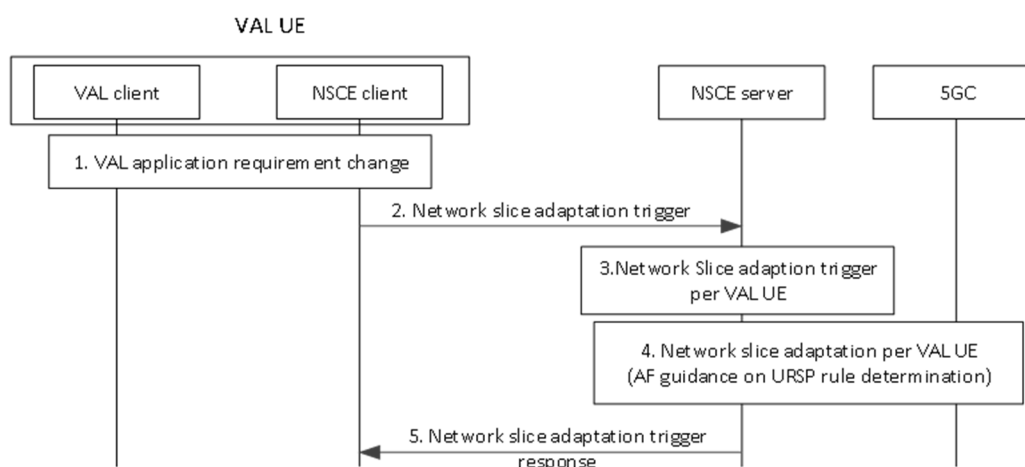 VAL UE
VAL client
NSCE client
NSCE server
5GC
1. VAL application requirement change
2. Network slice adaptation trigger
3.Network Slice adaption trigger
per VAL UE
4. Network slice adaptation per VAL UE
(AF guidance on URSP rule determination)
5. Network slice adaptation trigger
response